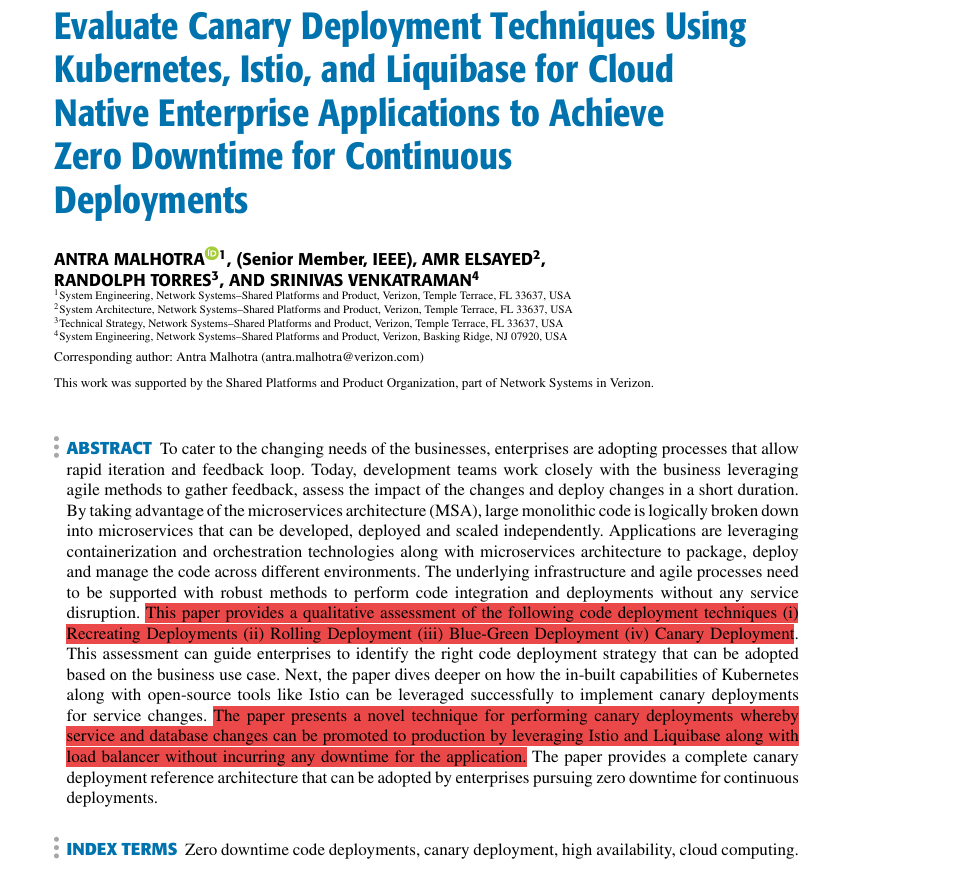 Evaluate Canary Deployment Techniques Using
Kubernetes, Istio, and Liquibase for Cloud
Native Enterprise Applications to Achieve
Zero Downtime for Continuous
Deployments
ANTRA MALHOTRA iD 1, (Senior Member, IEEE), AMR ELSAYED2,
RANDOLPH TORRES3, AND SRINIVAS VENKATRAMAN4
1System Engineering, Network Systems–Shared Platforms and Product, Verizon, Temple Terrace, FL 33637, USA
2System Architecture, Network Systems–Shared Platforms and Product, Verizon, Temple Terrace, FL 33637, USA
3Technical Strategy, Network Systems–Shared Platforms and Product, Verizon, Temple Terrace, FL 33637, USA
4System Engineering, Network Systems–Shared Platforms and Product, Verizon, Basking Ridge, NJ 07920, USA
Corresponding author: Antra Malhotra (antra.malhotra@verizon.com)
This work was supported by the Shared Platforms and Product Organization, part of Network Systems in Verizon.
ABSTRACT To cater to the changing needs of the businesses, enterprises are adopting processes that allow
rapid iteration and feedback loop. Today, development teams work closely with the business leveraging
agile methods to gather feedback, assess the impact of the changes and deploy changes in a short duration.
By taking advantage of the microservices architecture (MSA), large monolithic code is logically broken down
into microservices that can be developed, deployed and scaled independently. Applications are leveraging
containerization and orchestration technologies along with microservices architecture to package, deploy
and manage the code across different environments. The underlying infrastructure and agile processes need
to be supported with robust methods to perform code integration and deployments without any service
disruption. This paper provides a qualitative assessment of the following code deployment techniques (i)
Recreating Deployments (ii) Rolling Deployment (iii) Blue-Green Deployment (iv) Canary Deployment.
This assessment can guide enterprises to identify the right code deployment strategy that can be adopted
based on the business use case. Next, the paper dives deeper on how the in-built capabilities of Kubernetes
along with open-source tools like Istio can be leveraged successfully to implement canary deployments
for service changes. The paper presents a novel technique for performing canary deployments whereby
service and database changes can be promoted to production by leveraging Istio and Liquibase along with
load balancer without incurring any downtime for the application. The paper provides a complete canary
deployment reference architecture that can be adopted by enterprises pursuing zero downtime for continuous
deployments.
INDEX TERMS Zero downtime code deployments, canary deployment, high availability, cloud computing.